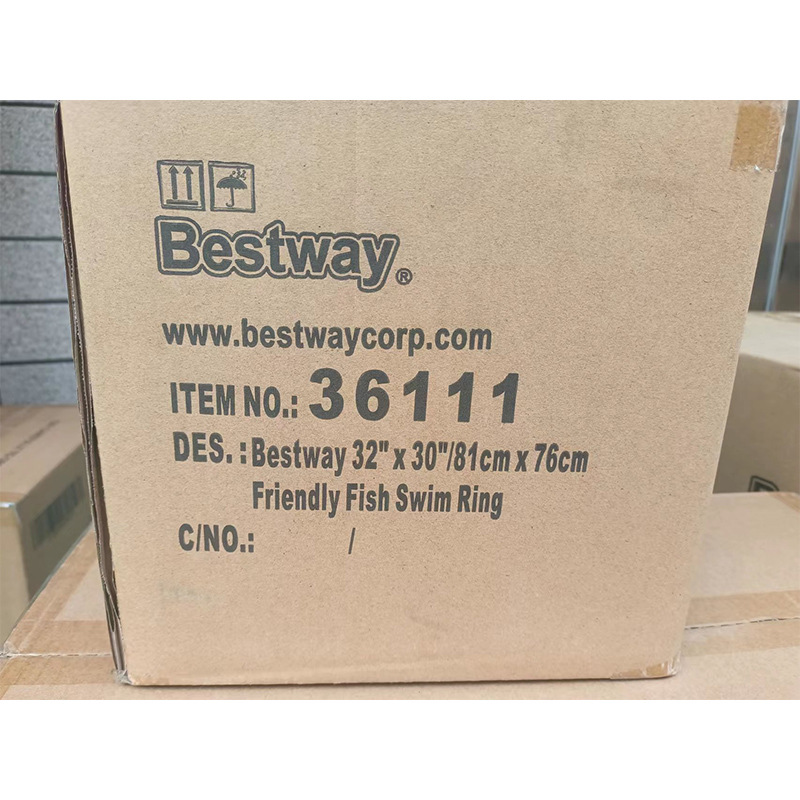 Bestway®
www.bestwaycorp.com
ITEM NO.: 36111
DES. : Bestway 32" x 30"/81cm x 76cm
Friendly Fish Swim Ring
C/NO.: /